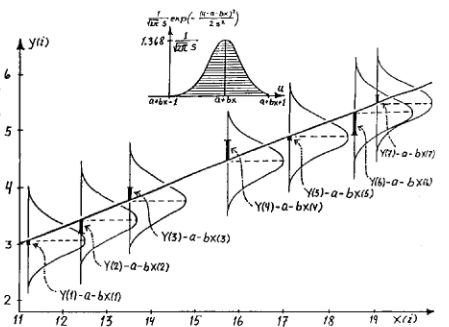 1/√2π S exp(- (u-a-bx)²/2s²)
1.368 1/√2π S
u
a+bx-1 a+bx a+bx+1
Y(i)
6
5
4
3
2
Y(1)-a-bX(1)
Y(2)-a-bX(2)
Y(3)-a-bX(3)
Y(4)-a-bX(4)
Y(5)-a-bX(5)
Y(6)-a-bX(6)
Y(7)-a-bX(7)
11 12 13 14 15 16 17 18 19 X(i)